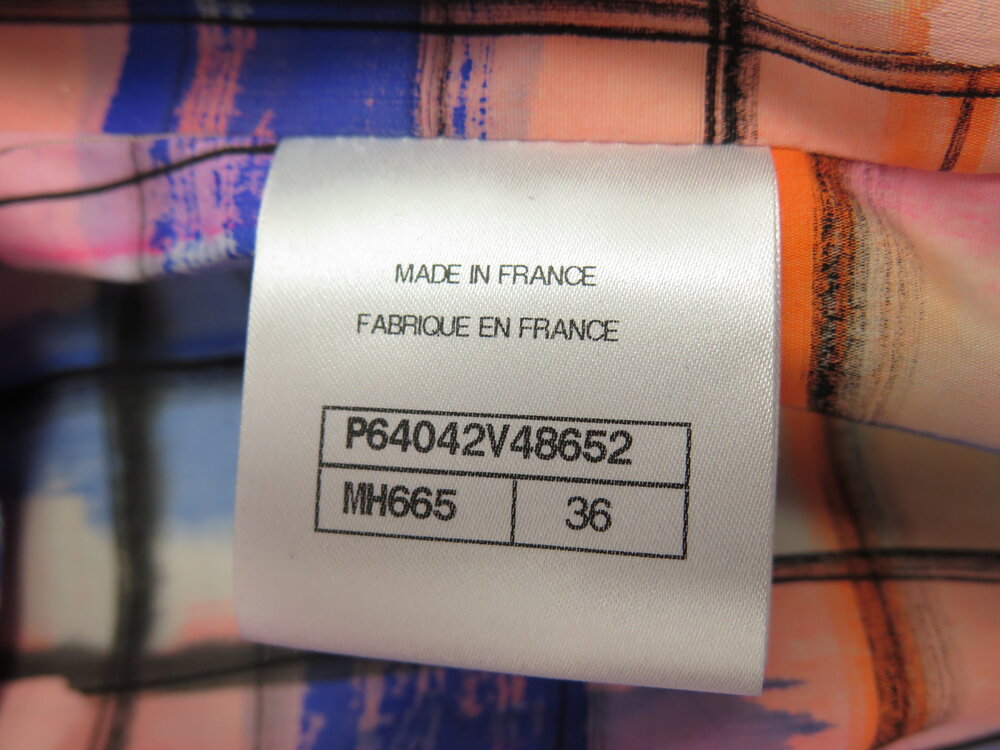 MADE IN FRANCE
FABRIQUE EN FRANCE
P64042V48652
MH665 36